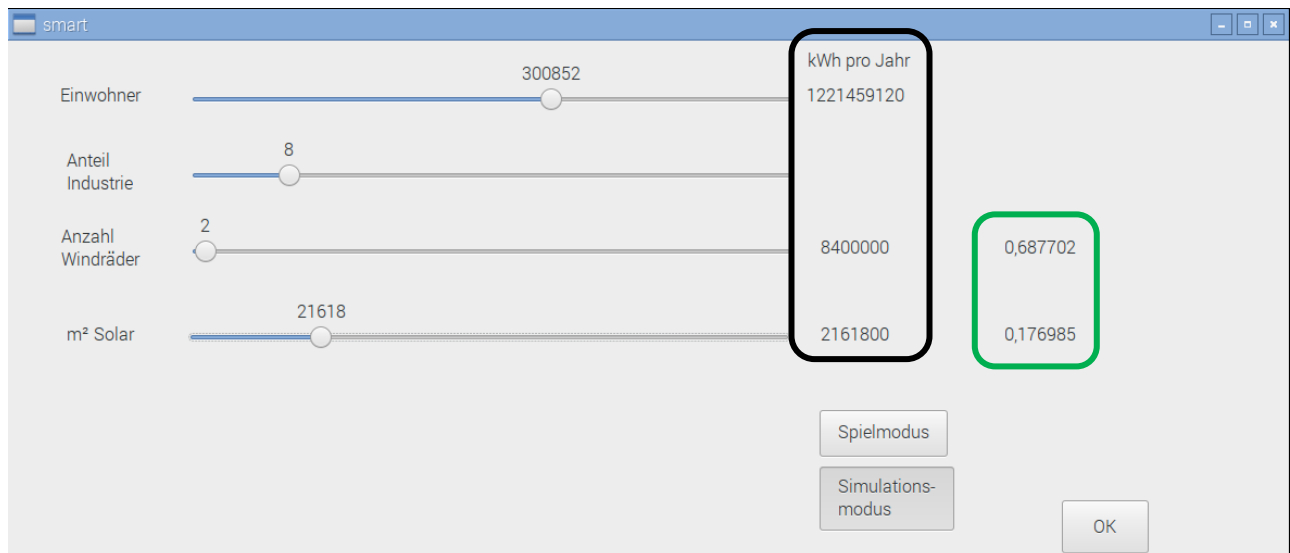 smart
kWh pro Jahr
300852
Einwohner
1221459120
8
Anteil
Industrie
2
Anzahl
Windräder
8400000
0,687702
21618
m² Solar
2161800
0,176985
Spielmodus
Simulations-
modus
OK